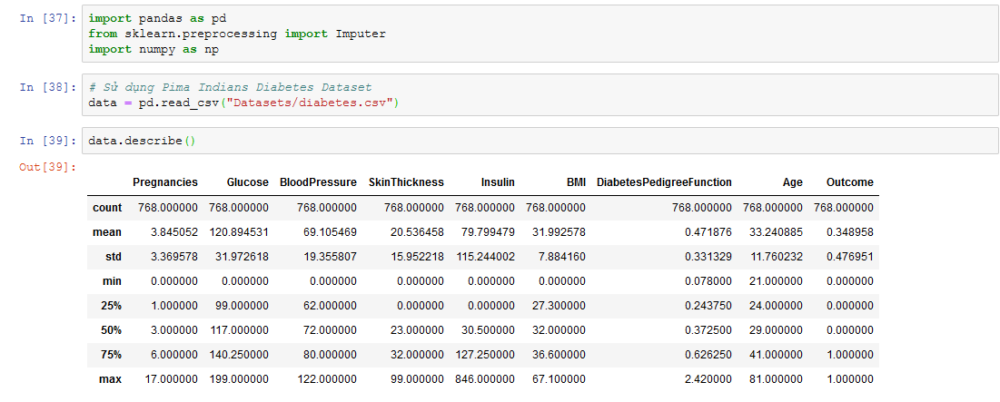 In [37]: import pandas as pd
from sklearn.preprocessing import Imputer
import numpy as np
In [38]: # Sử dụng Pima Indians Diabetes Dataset
data = pd.read_csv("Datasets/diabetes.csv")
In [39]: data.describe()
Out[39]:
Pregnancies Glucose BloodPressure SkinThickness Insulin BMI DiabetesPedigreeFunction Age Outcome
count 768.000000 768.000000 768.000000 768.000000 768.000000 768.000000 768.000000 768.000000 768.000000
mean 3.845052 120.894531 69.105469 20.536458 79.799479 31.992578 0.471876 33.240885 0.348958
std 3.369578 31.972618 19.355807 15.952218 115.244002 7.884160 0.331329 11.760232 0.476951
min 0.000000 0.000000 0.000000 0.000000 0.000000 0.000000 0.078000 21.000000 0.000000
25% 1.000000 99.000000 62.000000 0.000000 0.000000 27.300000 0.243750 24.000000 0.000000
50% 3.000000 117.000000 72.000000 23.000000 30.500000 32.000000 0.372500 29.000000 0.000000
75% 6.000000 140.250000 80.000000 32.000000 127.250000 36.600000 0.626250 41.000000 1.000000
max 17.000000 199.000000 122.000000 99.000000 846.000000 67.100000 2.420000 81.000000 1.000000